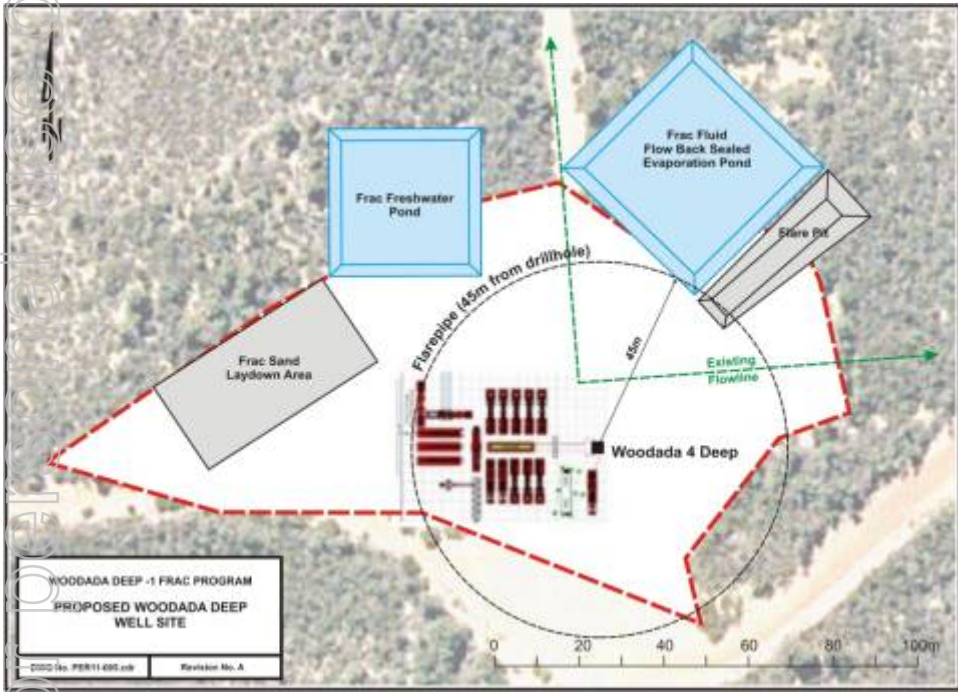 Frac Fluid
Flow Back Sealed
Evaporation Pond
Frac Freshwater
Pond
Flare Pit
Flarepipe (45m from drillhole)
45m
Frac Sand
Laydown Area
Existing
Flowline
Woodada 4 Deep
WOODADA DEEP -1 FRAC PROGRAM
PROPOSED WOODADA DEEP
WELL SITE
Revision No. A
0 20 40 60 80 100m